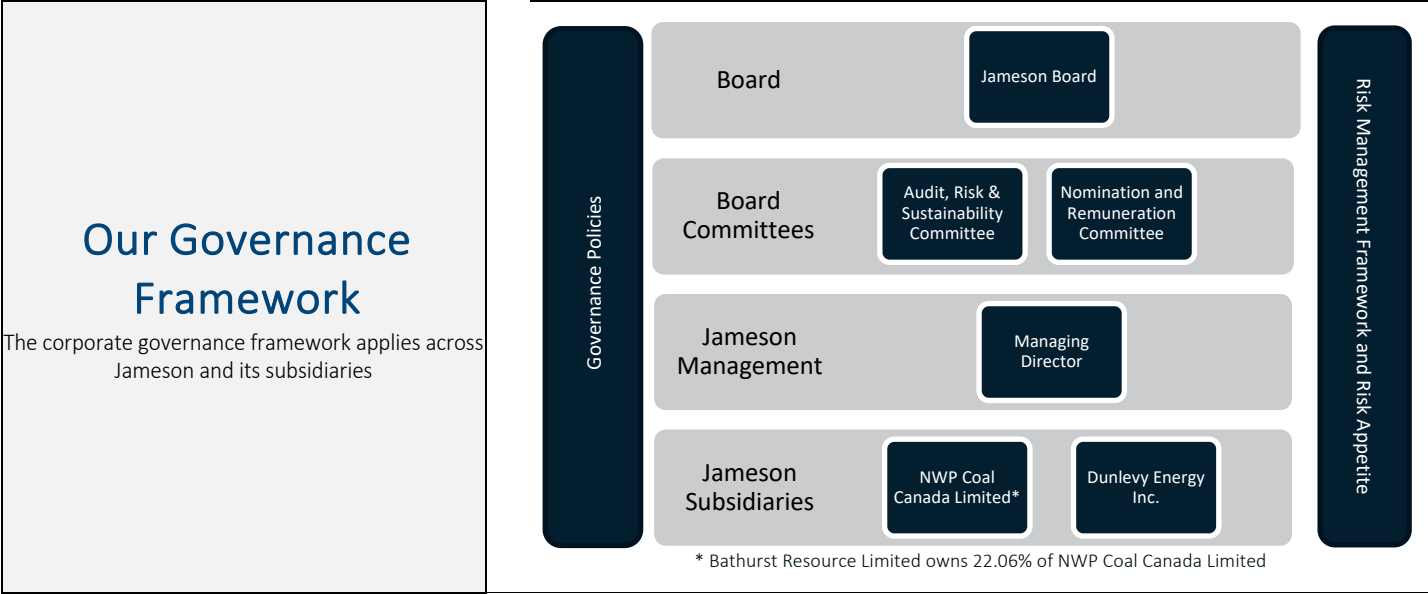 Our Governance
Framework
The corporate governance framework applies across
Jameson and its subsidiaries
Governance Policies
Board
Jameson Board
Board
Committees
Audit, Risk &
Sustainability
Committee
Nomination and
Remuneration
Committee
Jameson
Management
Managing
Director
Jameson
Subsidiaries
NWP Coal
Canada Limited*
Dunlevy Energy
Inc.
* Bathurst Resource Limited owns 22.06% of NWP Coal Canada Limited
Risk Management Framework and Risk Appetite